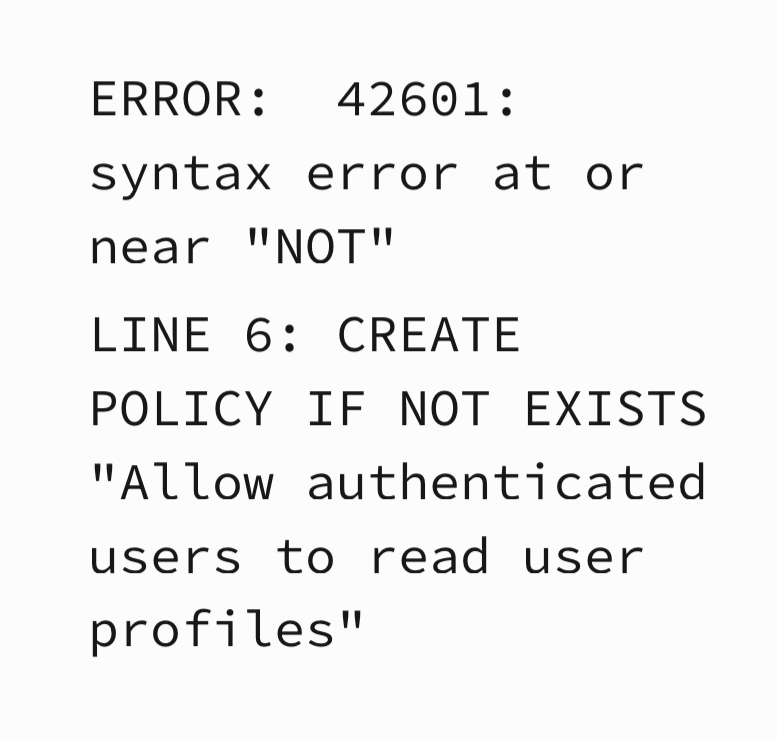 ERROR:  42601:
syntax error at or
near "NOT"
LINE 6: CREATE
POLICY IF NOT EXISTS
"Allow authenticated
users to read user
profiles"